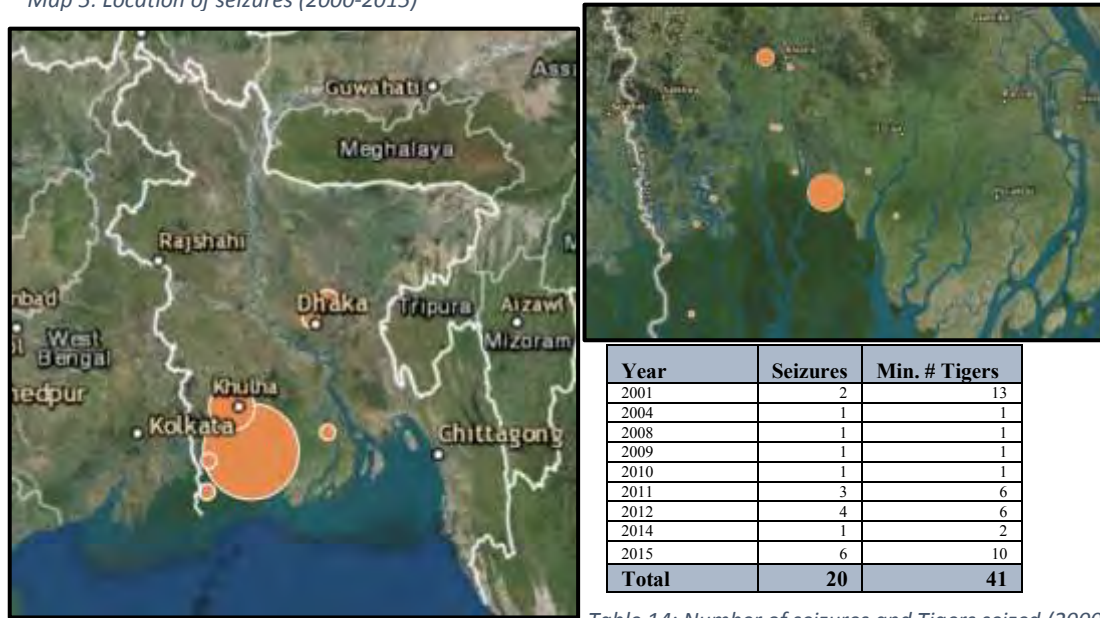 Map 5: Location of seizures (2000-2015)
Guwahati
Meghalaya
Rajshahi
Dhaka
Tripura
Aizawl
West
Bengal
Mizoram
Khulna
Kolkata
Chittagong
Year Seizures Min. # Tigers
2001 2 13
2004 1 1
2008 1 1
2009 1 1
2010 1 1
2011 3 6
2012 4 6
2014 1 2
2015 6 10
Total 20 41
Table 14: Number of seizures and Tigers seized (2000